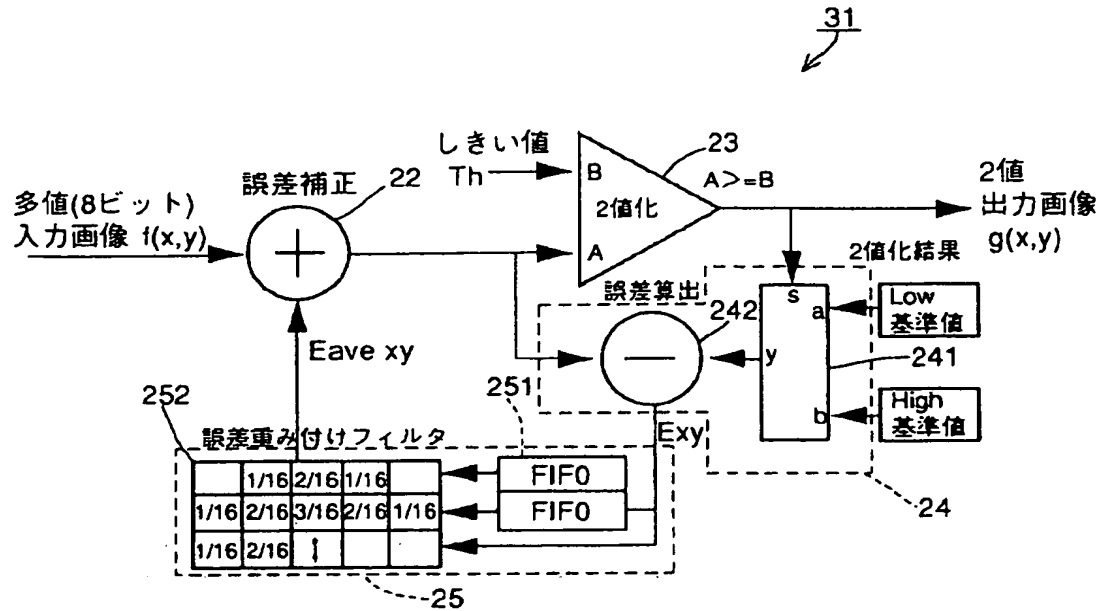 31
しきい値
Th
23
B
A>=B
2値化
A
誤差補正
22
多値(8ビット)
入力画像 f(x,y)
2値
出力画像
g(x,y)
2値化結果
誤差算出
242
s
a
Low
基準値
y
241
b
High
基準値
Eave xy
Exy
252
251
誤差重み付けフィルタ
1/16 2/16 1/16
FIFO
1/16 2/16 3/16 2/16 1/16
FIFO
1/16 2/16
24
25